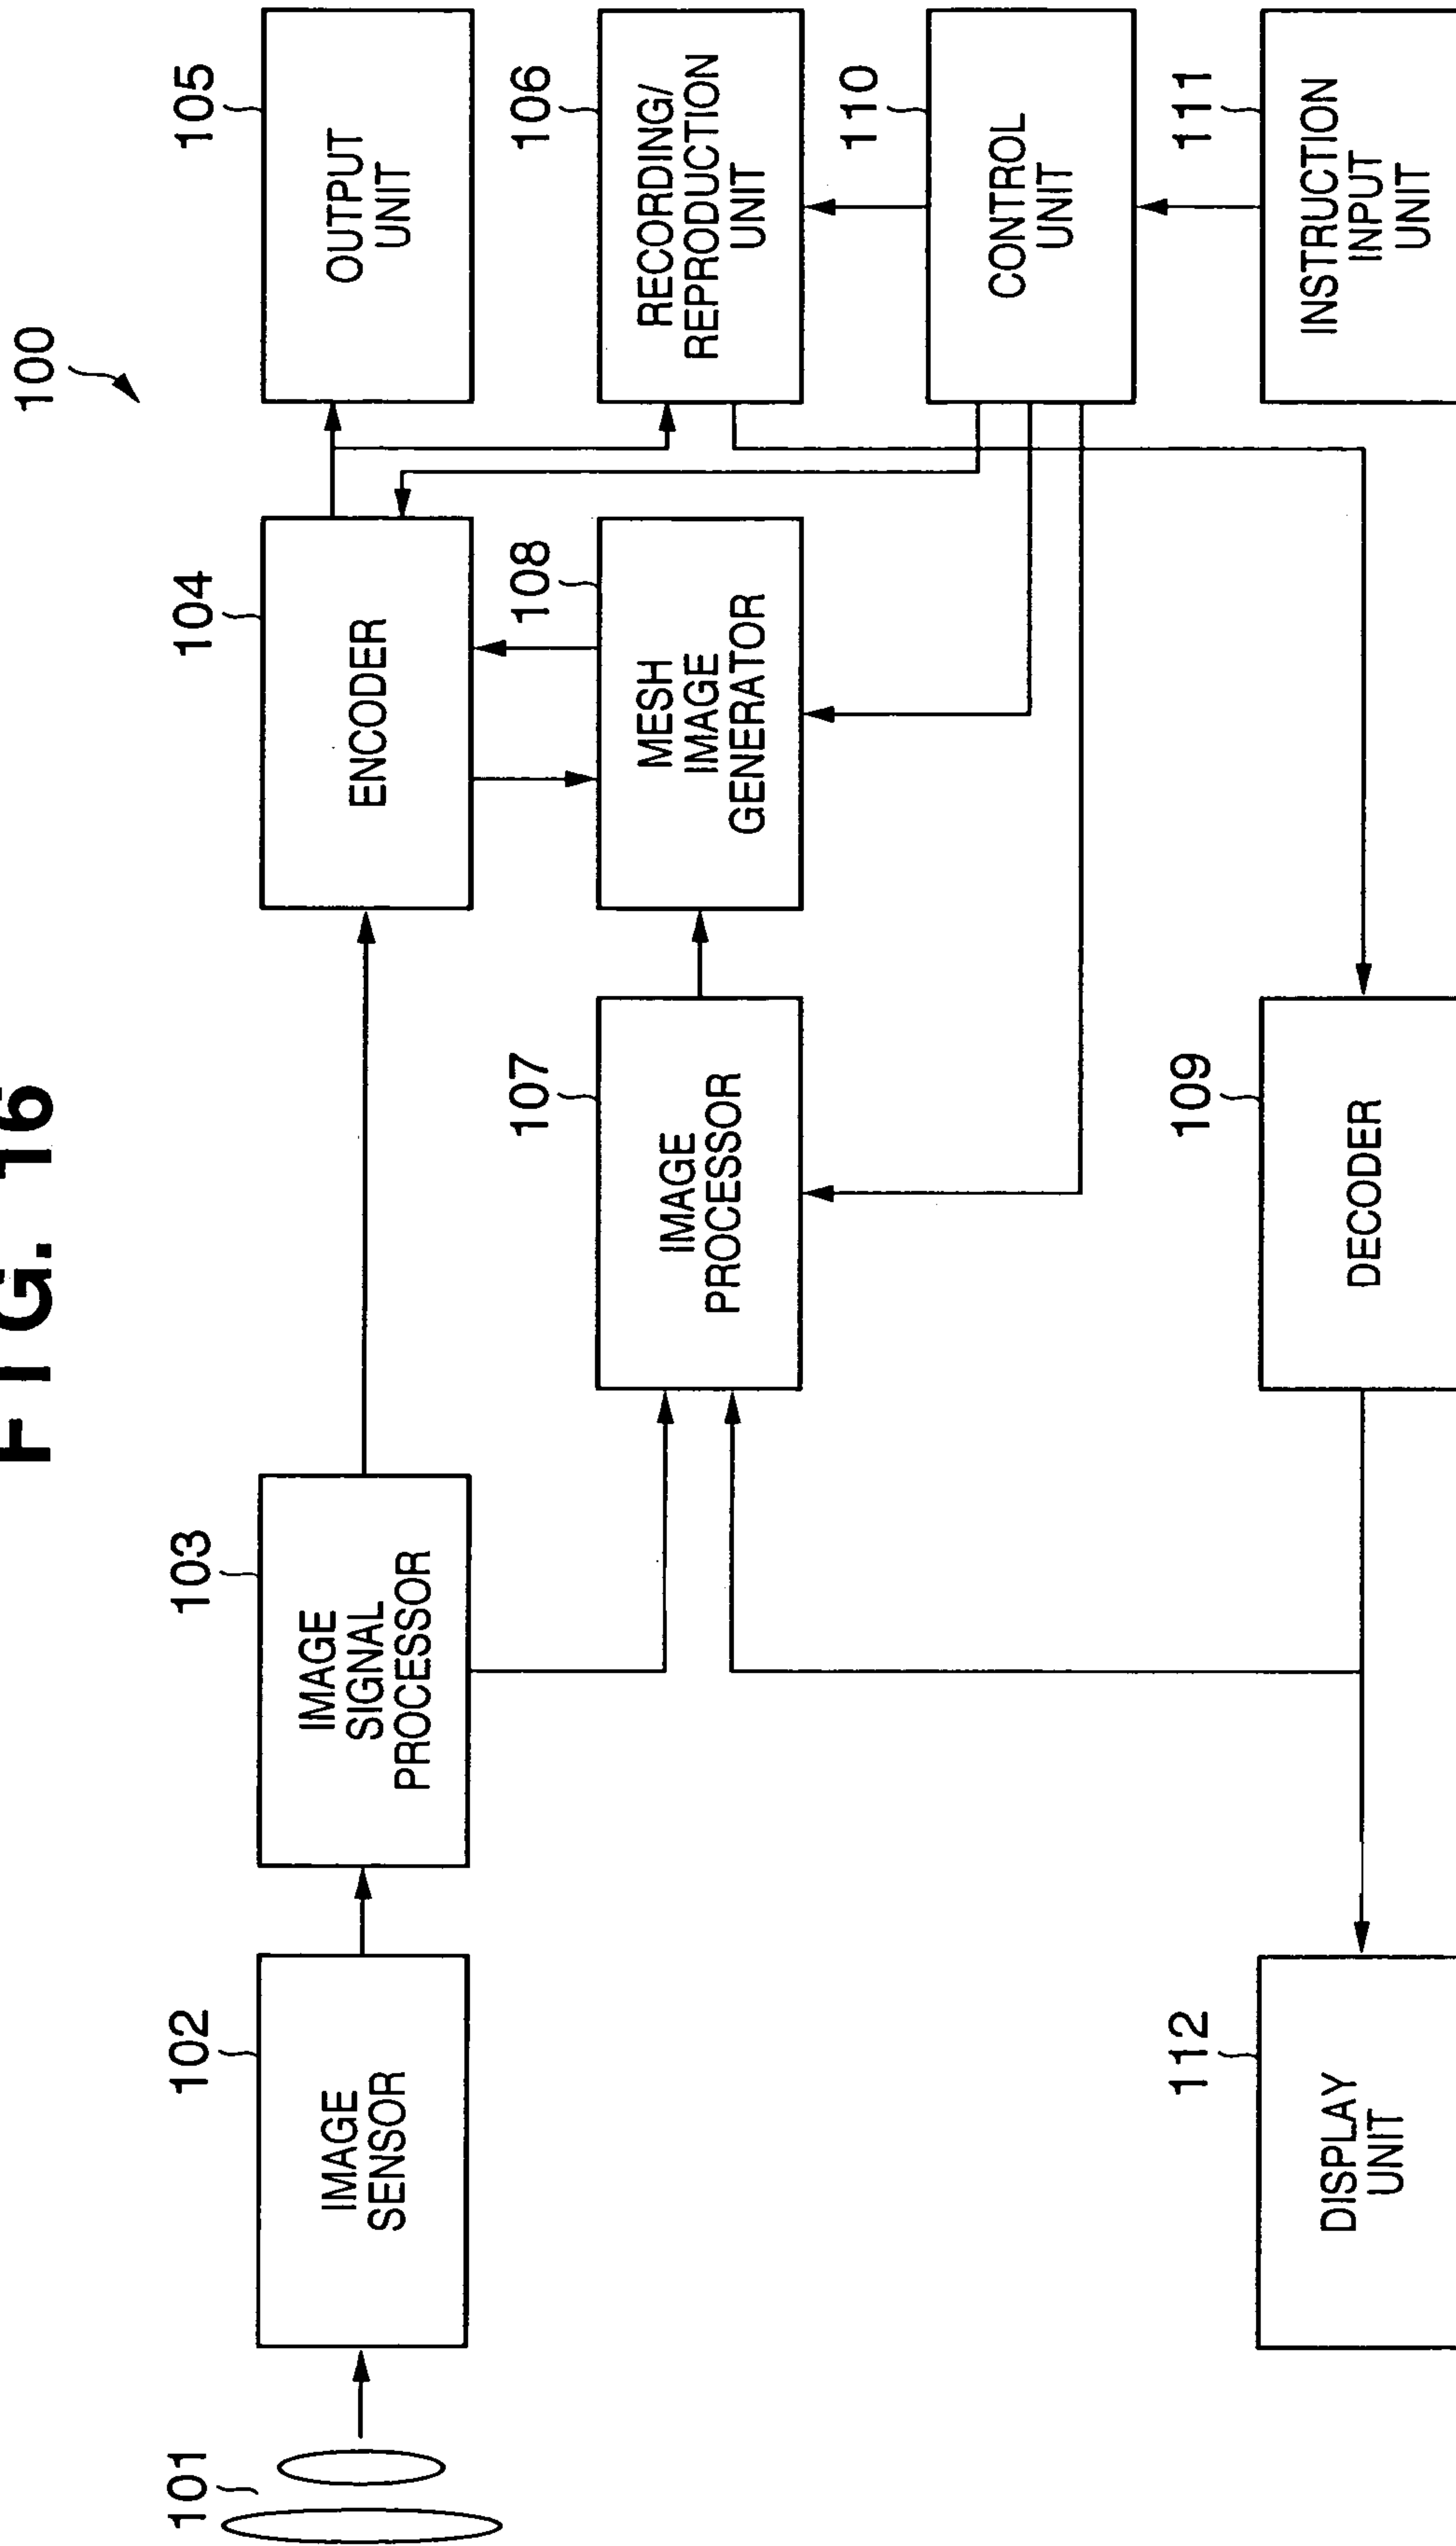 FIG. 16
100
101
102
IMAGE
SENSOR
103
IMAGE
SIGNAL
PROCESSOR
104
ENCODER
105
OUTPUT
UNIT
107
IMAGE
PROCESSOR
108
MESH
IMAGE
GENERATOR
106
RECORDING/
REPRODUCTION
UNIT
110
CONTROL
UNIT
112
DISPLAY
UNIT
109
DECODER
111
INSTRUCTION
INPUT
UNIT